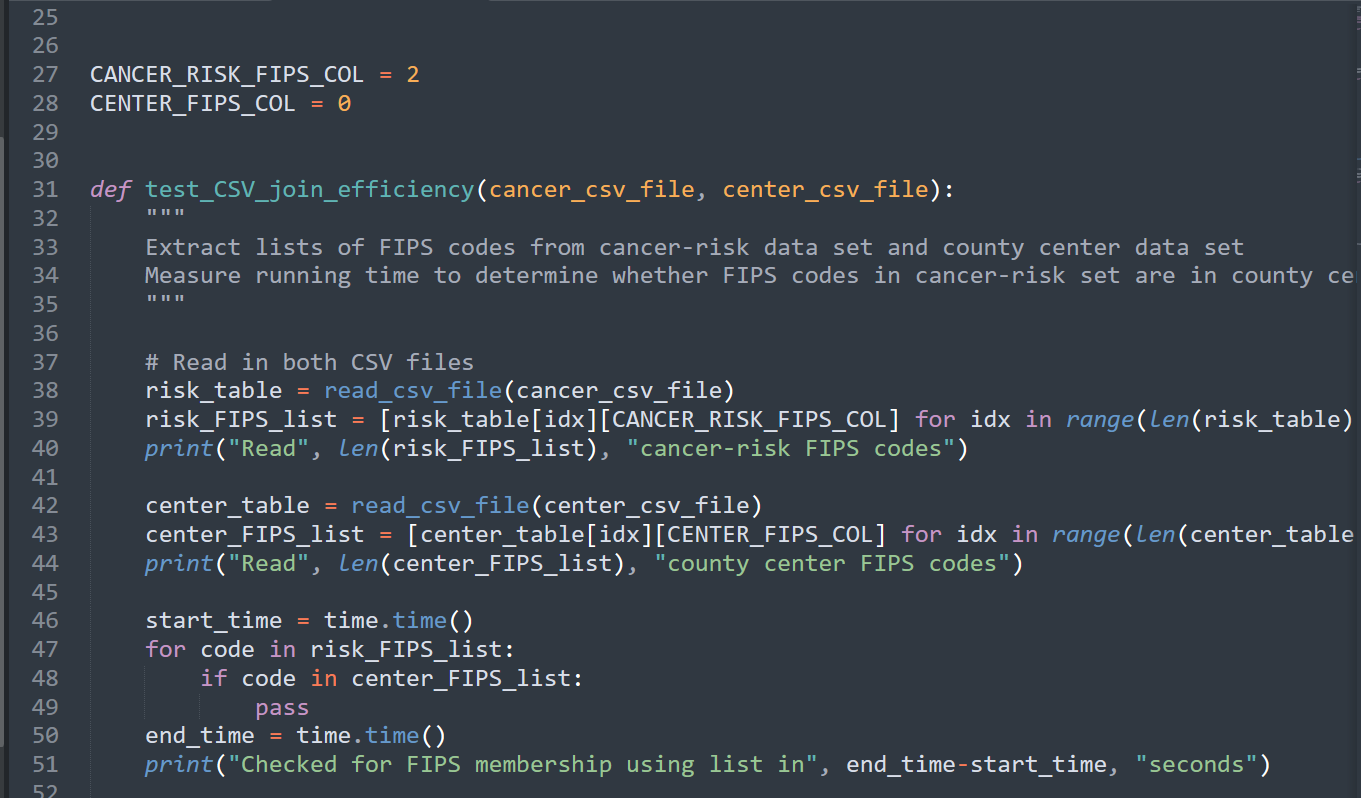 25
26
27 CANCER_RISK_FIPS_COL = 2
28 CENTER_FIPS_COL = 0
29
30
31 def test_CSV_join_efficiency(cancer_csv_file, center_csv_file):
32     """
33     Extract lists of FIPS codes from cancer-risk data set and county center data set
34     Measure running time to determine whether FIPS codes in cancer-risk set are in county ce
35     """
36
37     # Read in both CSV files
38     risk_table = read_csv_file(cancer_csv_file)
39     risk_FIPS_list = [risk_table[idx][CANCER_RISK_FIPS_COL] for idx in range(len(risk_table)
40     print("Read", len(risk_FIPS_list), "cancer-risk FIPS codes")
41
42     center_table = read_csv_file(center_csv_file)
43     center_FIPS_list = [center_table[idx][CENTER_FIPS_COL] for idx in range(len(center_table
44     print("Read", len(center_FIPS_list), "county center FIPS codes")
45
46     start_time = time.time()
47     for code in risk_FIPS_list:
48         if code in center_FIPS_list:
49             pass
50     end_time = time.time()
51     print("Checked for FIPS membership using list in", end_time-start_time, "seconds")
52